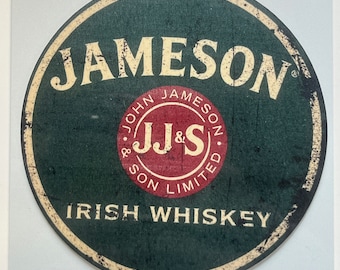 JAMESON®
· JOHN JAMESON ·
JJ&S
& SON LIMITED
IRISH WHISKEY